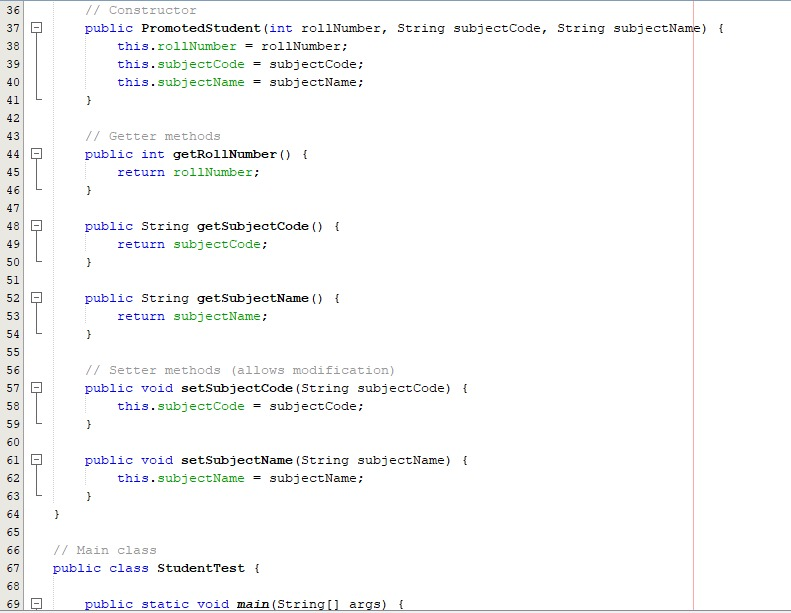 36 // Constructor
37 public PromotedStudent(int rollNumber, String subjectCode, String subjectName) {
38 this.rollNumber = rollNumber;
39 this.subjectCode = subjectCode;
40 this.subjectName = subjectName;
41 }
42
43 // Getter methods
44 public int getRollNumber() {
45 return rollNumber;
46 }
47
48 public String getSubjectCode() {
49 return subjectCode;
50 }
51
52 public String getSubjectName() {
53 return subjectName;
54 }
55
56 // Setter methods (allows modification)
57 public void setSubjectCode(String subjectCode) {
58 this.subjectCode = subjectCode;
59 }
60
61 public void setSubjectName(String subjectName) {
62 this.subjectName = subjectName;
63 }
64 }
65
66 // Main class
67 public class StudentTest {
68
69 public static void main(String[] args) {